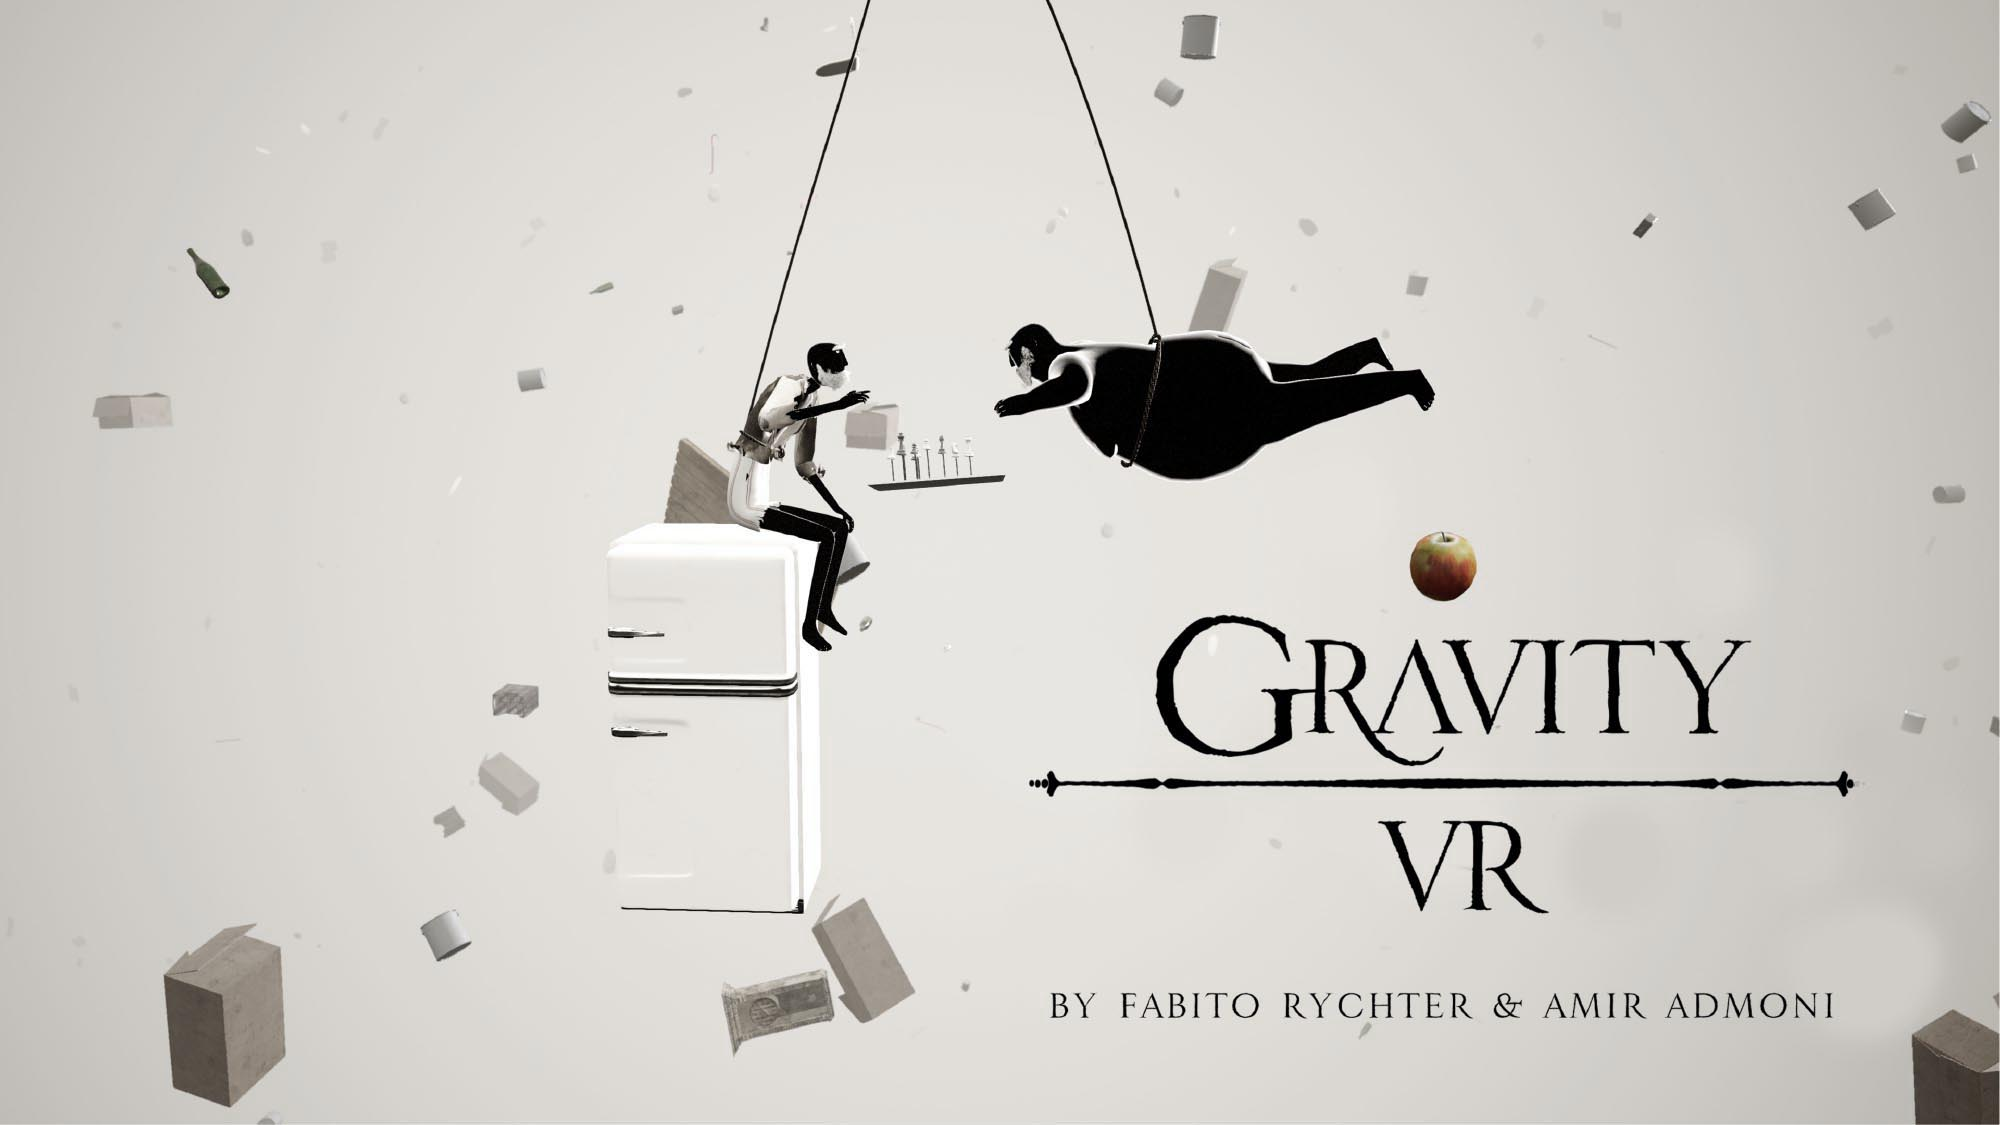 GRAVITY
VR
BY FABITO RYCHTER & AMIR ADMONI